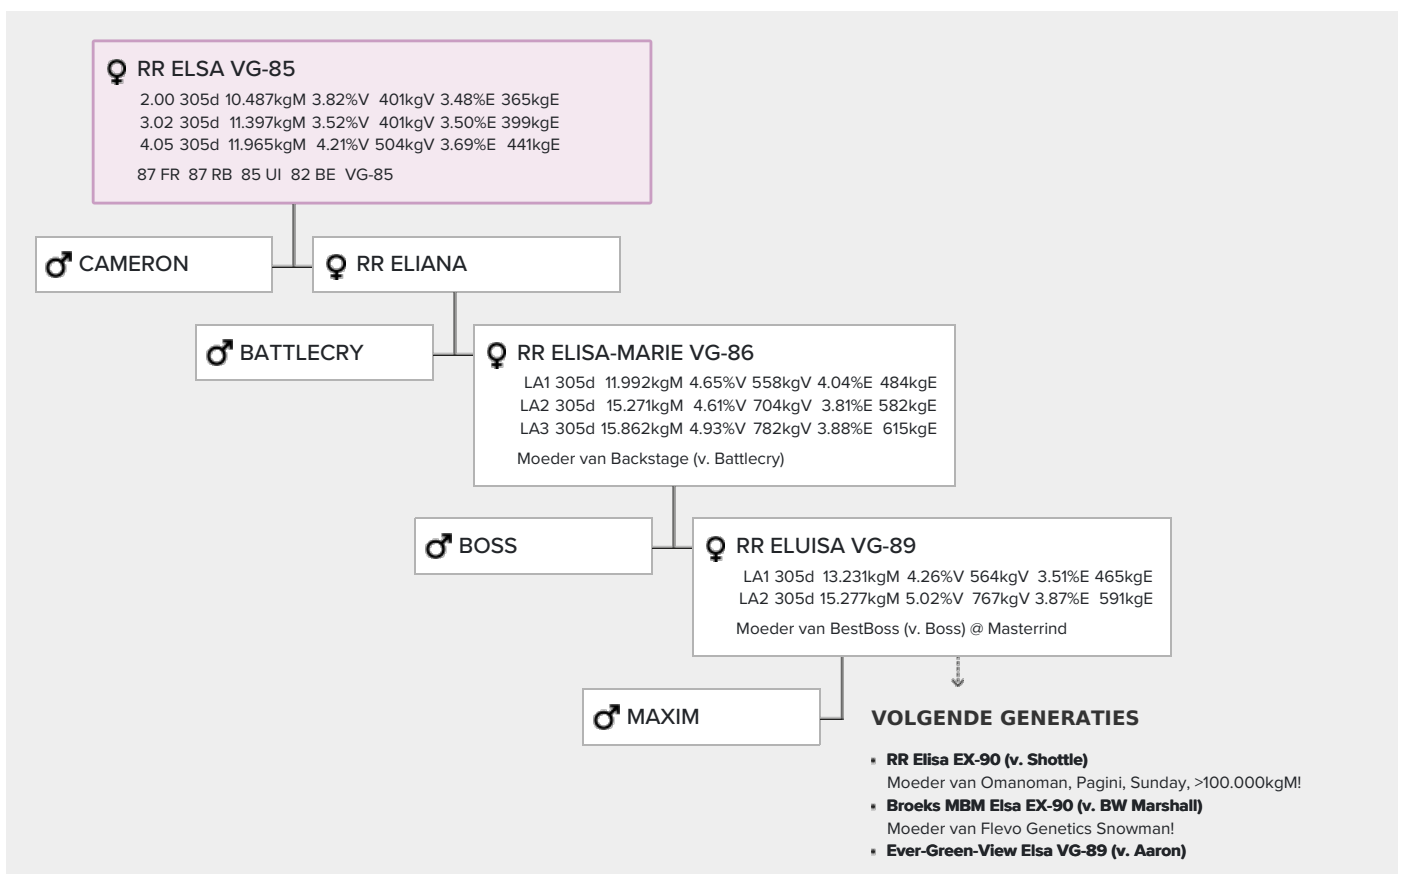 RR ELSA VG-85
2.00 305d 10.487kgM 3.82%V 401kgV 3.48%E 365kgE
3.02 305d 11.397kgM 3.52%V 401kgV 3.50%E 399kgE
4.05 305d 11.965kgM 4.21%V 504kgV 3.69%E 441kgE
87 FR 87 RB 85 UI 82 BE VG-85
CAMERON
RR ELIANA
BATTLECRY
RR ELISA-MARIE VG-86
LA1 305d 11.992kgM 4.65%V 558kgV 4.04%E 484kgE
LA2 305d 15.271kgM 4.61%V 704kgV 3.81%E 582kgE
LA3 305d 15.862kgM 4.93%V 782kgV 3.88%E 615kgE
Moeder van Backstage (v. Battlecry)
BOSS
RR ELUISA VG-89
LA1 305d 13.231kgM 4.26%V 564kgV 3.51%E 465kgE
LA2 305d 15.277kgM 5.02%V 767kgV 3.87%E 591kgE
Moeder van BestBoss (v. Boss) @ Masterrind
MAXIM
VOLGENDE GENERATIES
• RR Elisa EX-90 (v. Shottle)
Moeder van Omanoman, Pagini, Sunday, >100.000kgM!
• Broeks MBM Elsa EX-90 (v. BW Marshall)
Moeder van Flevo Genetics Snowman!
• Ever-Green-View Elsa VG-89 (v. Aaron)